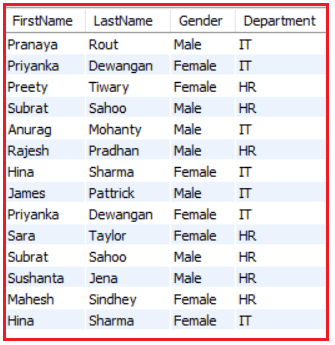 FirstName LastName Gender Department
Pranaya Rout Male IT
Priyanka Dewangan Female IT
Preety Tiwary Female HR
Subrat Sahoo Male HR
Anurag Mohanty Male IT
Rajesh Pradhan Male HR
Hina Sharma Female IT
James Pattrick Male IT
Priyanka Dewangan Female IT
Sara Taylor Female HR
Subrat Sahoo Male HR
Sushanta Jena Male HR
Mahesh Sindhey Female HR
Hina Sharma Female IT